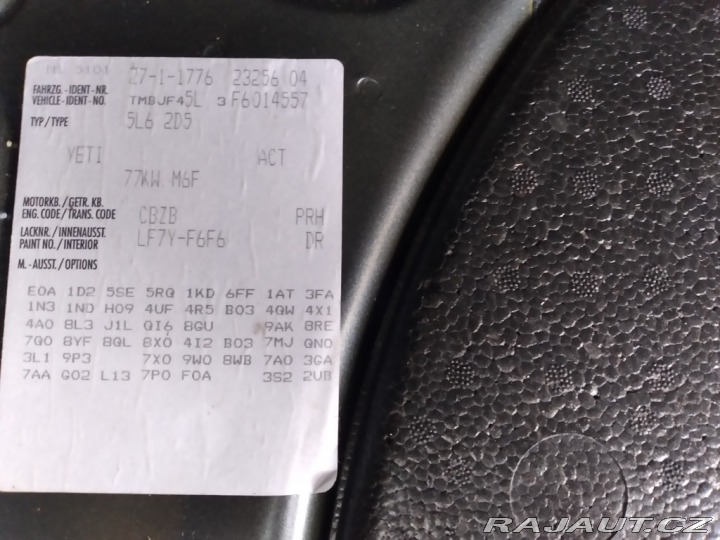 27-1-1776 23256 04
FAHRZG.-IDENT-NR.
VEHICLE-IDENT-NO. TMBJF45L 3 F6014557
TYP/TYPE 5L6 2D5
YETI ACT
77KW M6F
MOTORKB./GETR. KB.
ENG. CODE/TRANS. CODE CBZB PRH
LACKNR./INNENAUSST. LF7Y-F6F6 DR
PAINT NO./INTERIOR
M.-AUSST./OPTIONS
E0A 1D2 5SE 5RQ 1KD 6FF 1AT 3FA
1N3 1ND H09 4UF 4R5 B03 4QW 4X1
4A0 8L3 J1L QI6 8GU 9AK 8RE
7Q0 8YF 8QL 8X0 4I2 B03 7MJ QN0
3L1 9P3 7X0 9W0 8WB 7A0 3GA
7AA G02 L13 7P0 F0A 3S2 2UB
RAJAUT.CZ